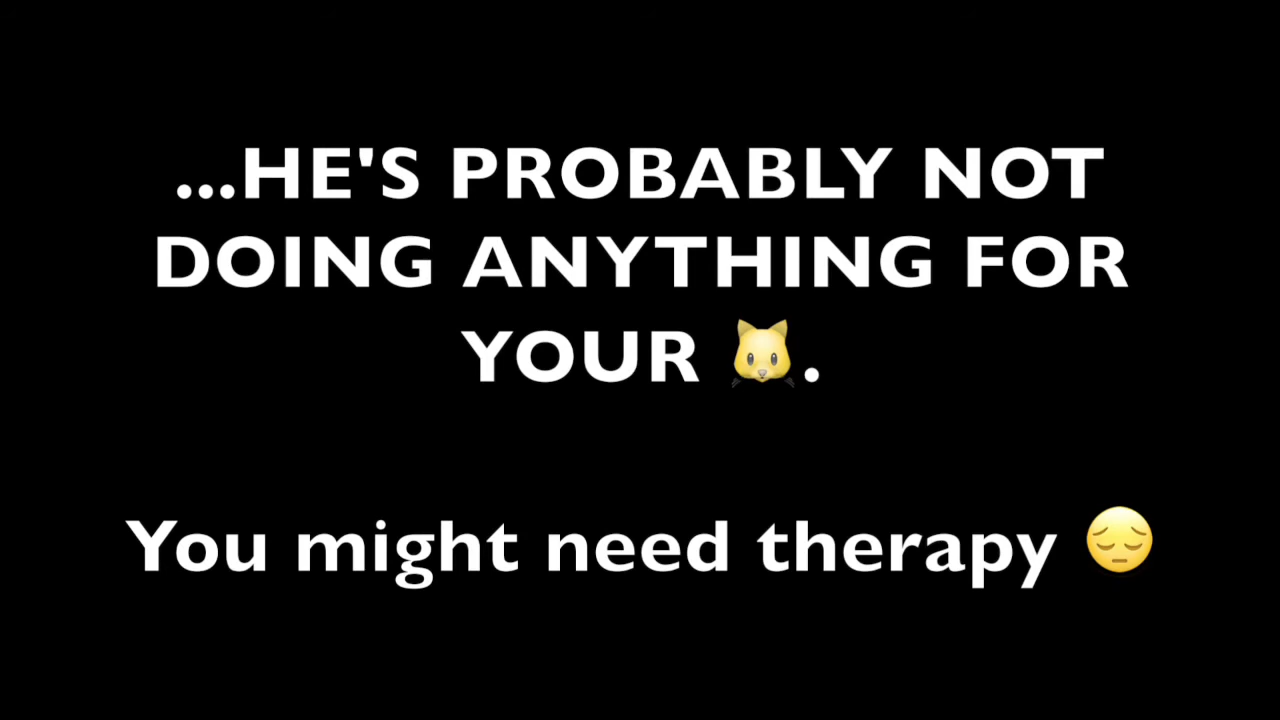 ...HE'S PROBABLY NOT
DOING ANYTHING FOR
YOUR 🐱.
You might need therapy 😔